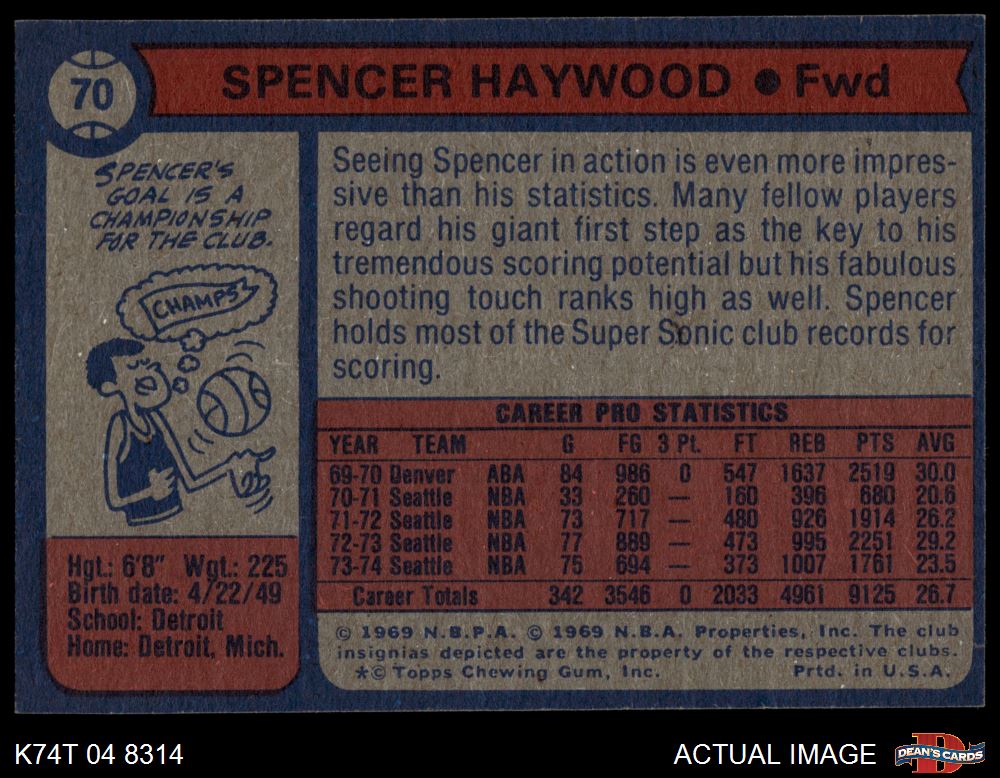 70
SPENCER HAYWOOD ● Fwd
SPENCER'S
GOAL IS A
CHAMPIONSHIP
FOR THE CLUB.
CHAMPS
Seeing Spencer in action is even more impres-
sive than his statistics. Many fellow players
regard his giant first step as the key to his
tremendous scoring potential but his fabulous
shooting touch ranks high as well. Spencer
holds most of the Super Sonic club records for
scoring.
CAREER PRO STATISTICS
YEAR TEAM G FG 3 Pt. FT REB PTS AVG
69-70 Denver ABA 84 986 0 547 1637 2519 30.0
70-71 Seattle NBA 33 260 — 160 396 680 20.6
71-72 Seattle NBA 73 717 — 480 926 1914 26.2
72-73 Seattle NBA 77 889 — 473 995 2251 29.2
73-74 Seattle NBA 75 694 — 373 1007 1761 23.5
Career Totals 342 3546 0 2033 4961 9125 26.7
Hgt.: 6'8" Wgt.: 225
Birth date: 4/22/49
School: Detroit
Home: Detroit, Mich.
© 1969 N.B.P.A. © 1969 N.B.A. Properties, Inc. The club
insignias depicted are the property of the respective clubs.
*© Topps Chewing Gum, Inc. Prtd. in U.S.A.
K74T 04 8314
ACTUAL IMAGE
D
DEAN'S CARDS